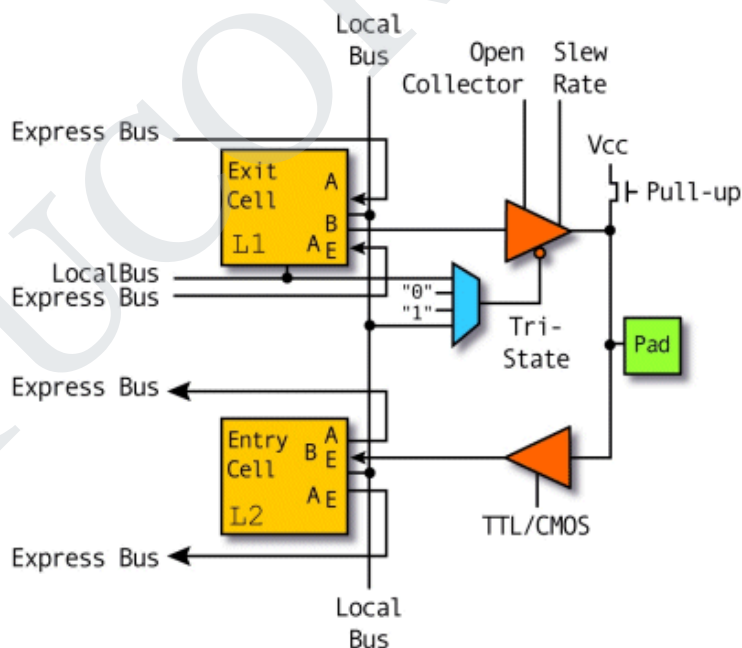 Local
Bus
Open
Collector
Slew
Rate
Express Bus
Vcc
Exit
Cell
A
Pull-up
B
L1
A E
LocalBus
Express Bus
"0"
"1"
Tri-
State
Pad
Express Bus
Entry
Cell
A
B E
A E
L2
TTL/CMOS
Express Bus
Local
Bus